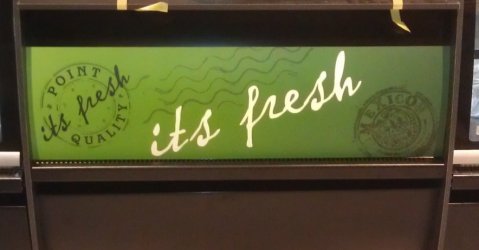 POINT
its fresh
QUALITY
its fresh
MEXICO